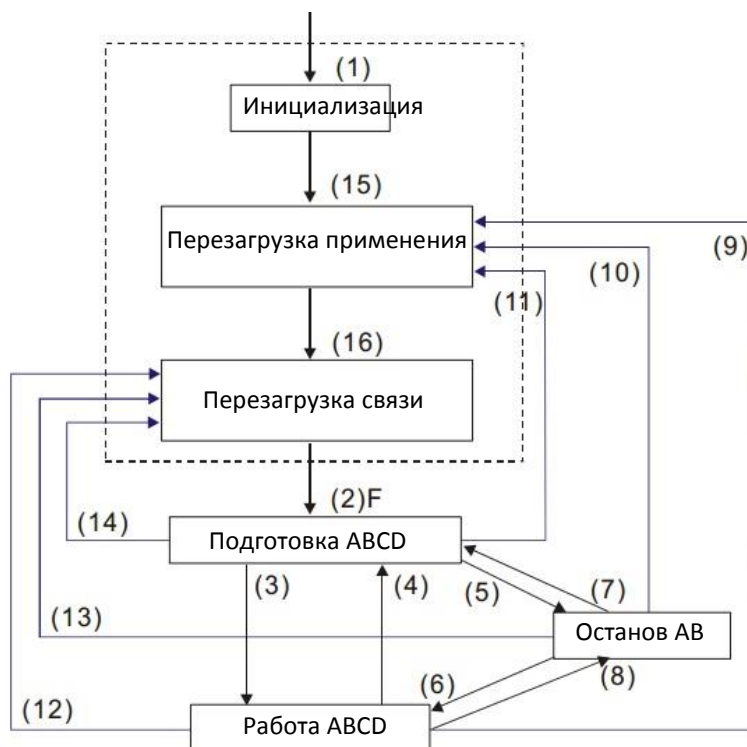 (1)
Инициализация
(15)
Перезагрузка применения
(9)
(10)
(11)
(16)
Перезагрузка связи
(2)F
(14)
Подготовка ABCD
(3)
(4)
(5)
(7)
(13)
Останов AB
(6)
(8)
(12)
Работа ABCD